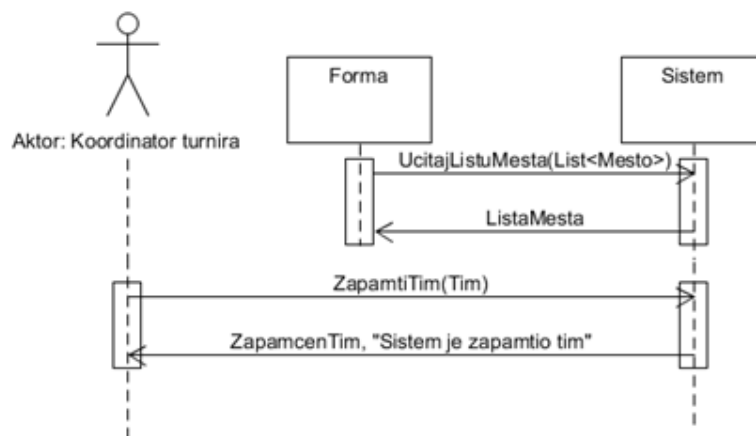 Forma
Sistem
Aktor: Koordinator turnira
UcitajListuMesta(List<Mesto>)
ListaMesta
ZapamtiTim(Tim)
ZapamcenTim, "Sistem je zapamtio tim"